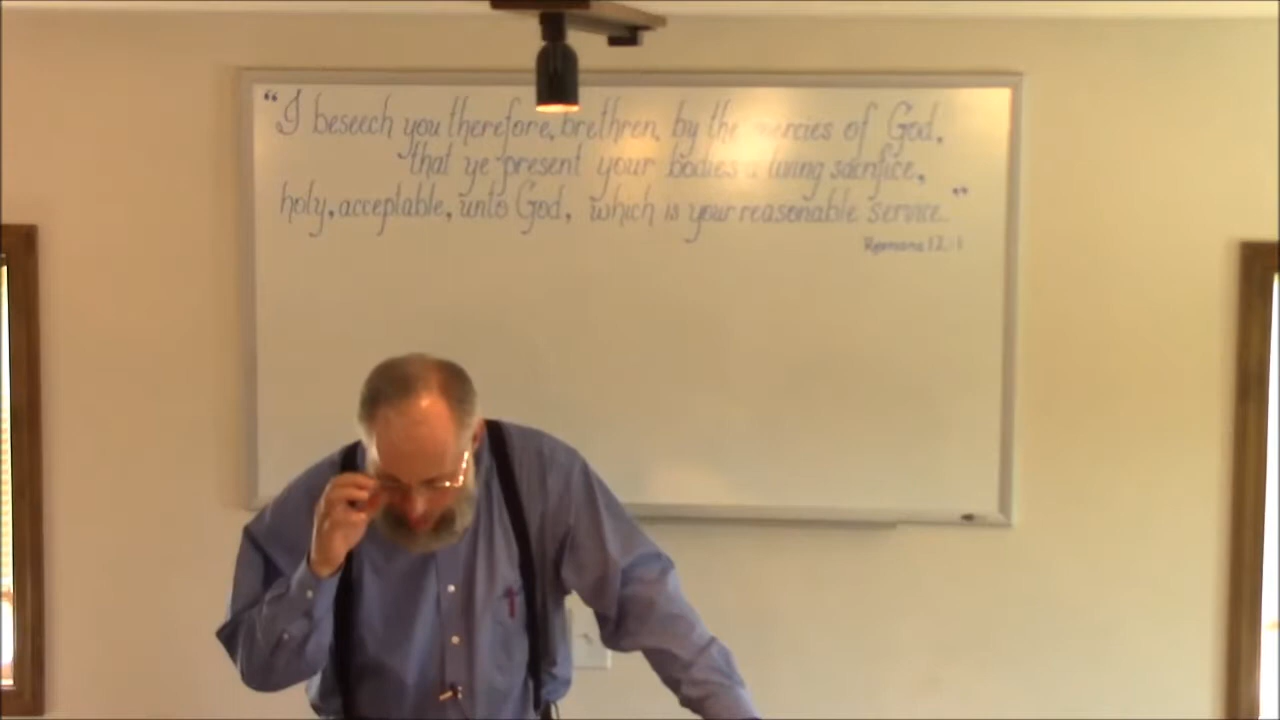 “I beseech you therefore, brethren, by the mercies of God,
that ye present your bodies a living sacrifice,
holy, acceptable, unto God, which is your reasonable service.”
Romans 12:1